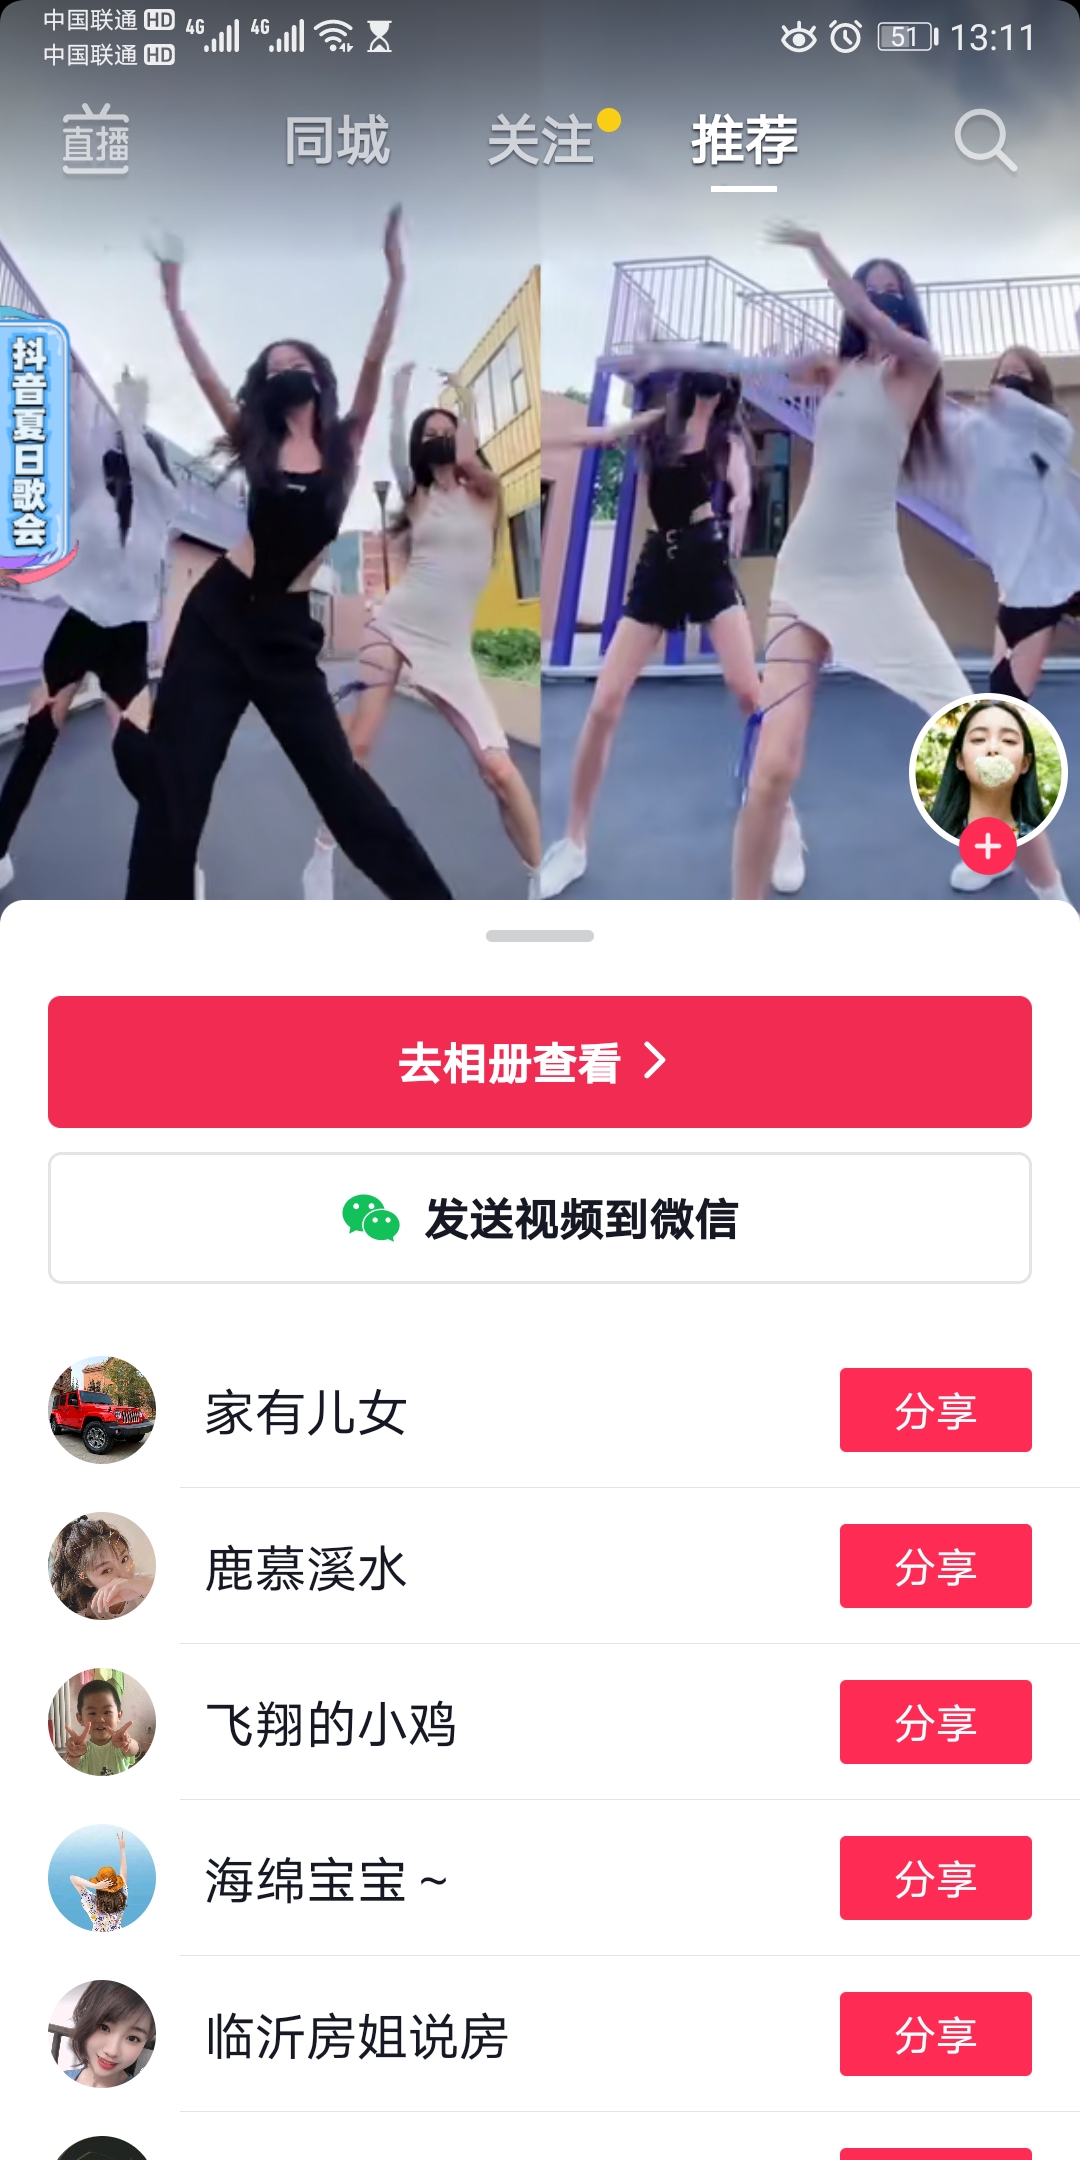 中国联通 HD 4G 4G 51 13:11
中国联通 HD
直播 同城 关注 推荐
抖音夏日歌会
去相册查看
发送视频到微信
家有儿女 分享
鹿慕溪水 分享
飞翔的小鸡 分享
海绵宝宝 ~ 分享
临沂房姐说房 分享